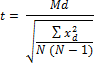 t = Md / √(∑ x_d² / N (N − 1))